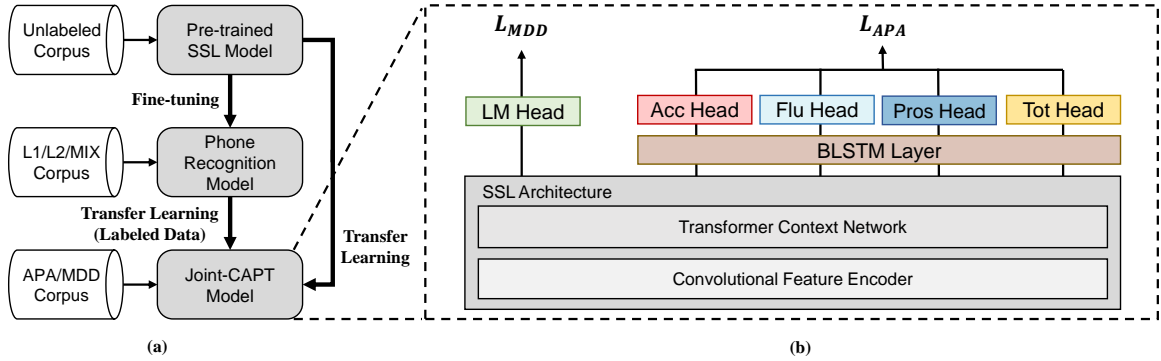 Unlabeled
Corpus
Pre-trained
SSL Model
Fine-tuning
L1/L2/MIX
Corpus
Phone
Recognition
Model
Transfer Learning
(Labeled Data)
Transfer
Learning
APA/MDD
Corpus
Joint-CAPT
Model
(a)
L_MDD
L_APA
LM Head
Acc Head
Flu Head
Pros Head
Tot Head
BLSTM Layer
SSL Architecture
Transformer Context Network
Convolutional Feature Encoder
(b)